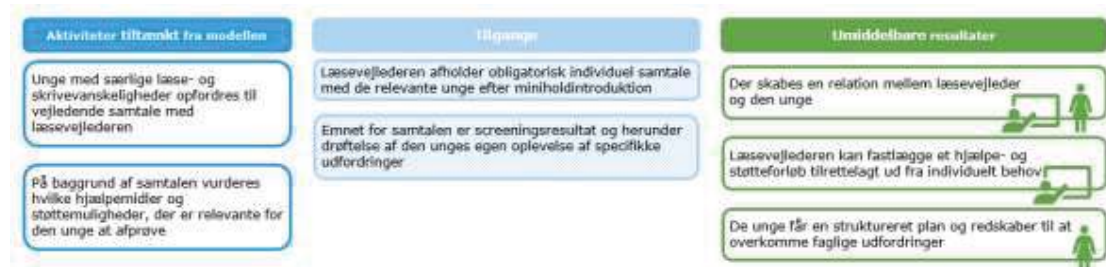 Aktiviteter tiltænkt fra modellen
Unge med særlige læse- og
skrivevanskeligheder opfordres til
vejledende samtale med
læsevejlederen
På baggrund af samtalen vurderes
hvilke hjælpemidler og
støttemuligheder, der er relevante for
den unge at afprøve
Tilgange
Læsevejlederen afholder obligatorisk individuel samtale
med de relevante unge efter miniholdintroduktion
Emnet for samtalen er screeningsresultat og herunder
drøftelse af den unges egen oplevelse af specifikke
udfordringer
Umiddelbare resultater
Der skabes en relation mellem læsevejleder
og den unge
Læsevejlederen kan fastlægge et hjælpe- og
støtteforløb tilrettelagt ud fra individuelt behov
De unge får en struktureret plan og redskaber til at
overkomme faglige udfordringer